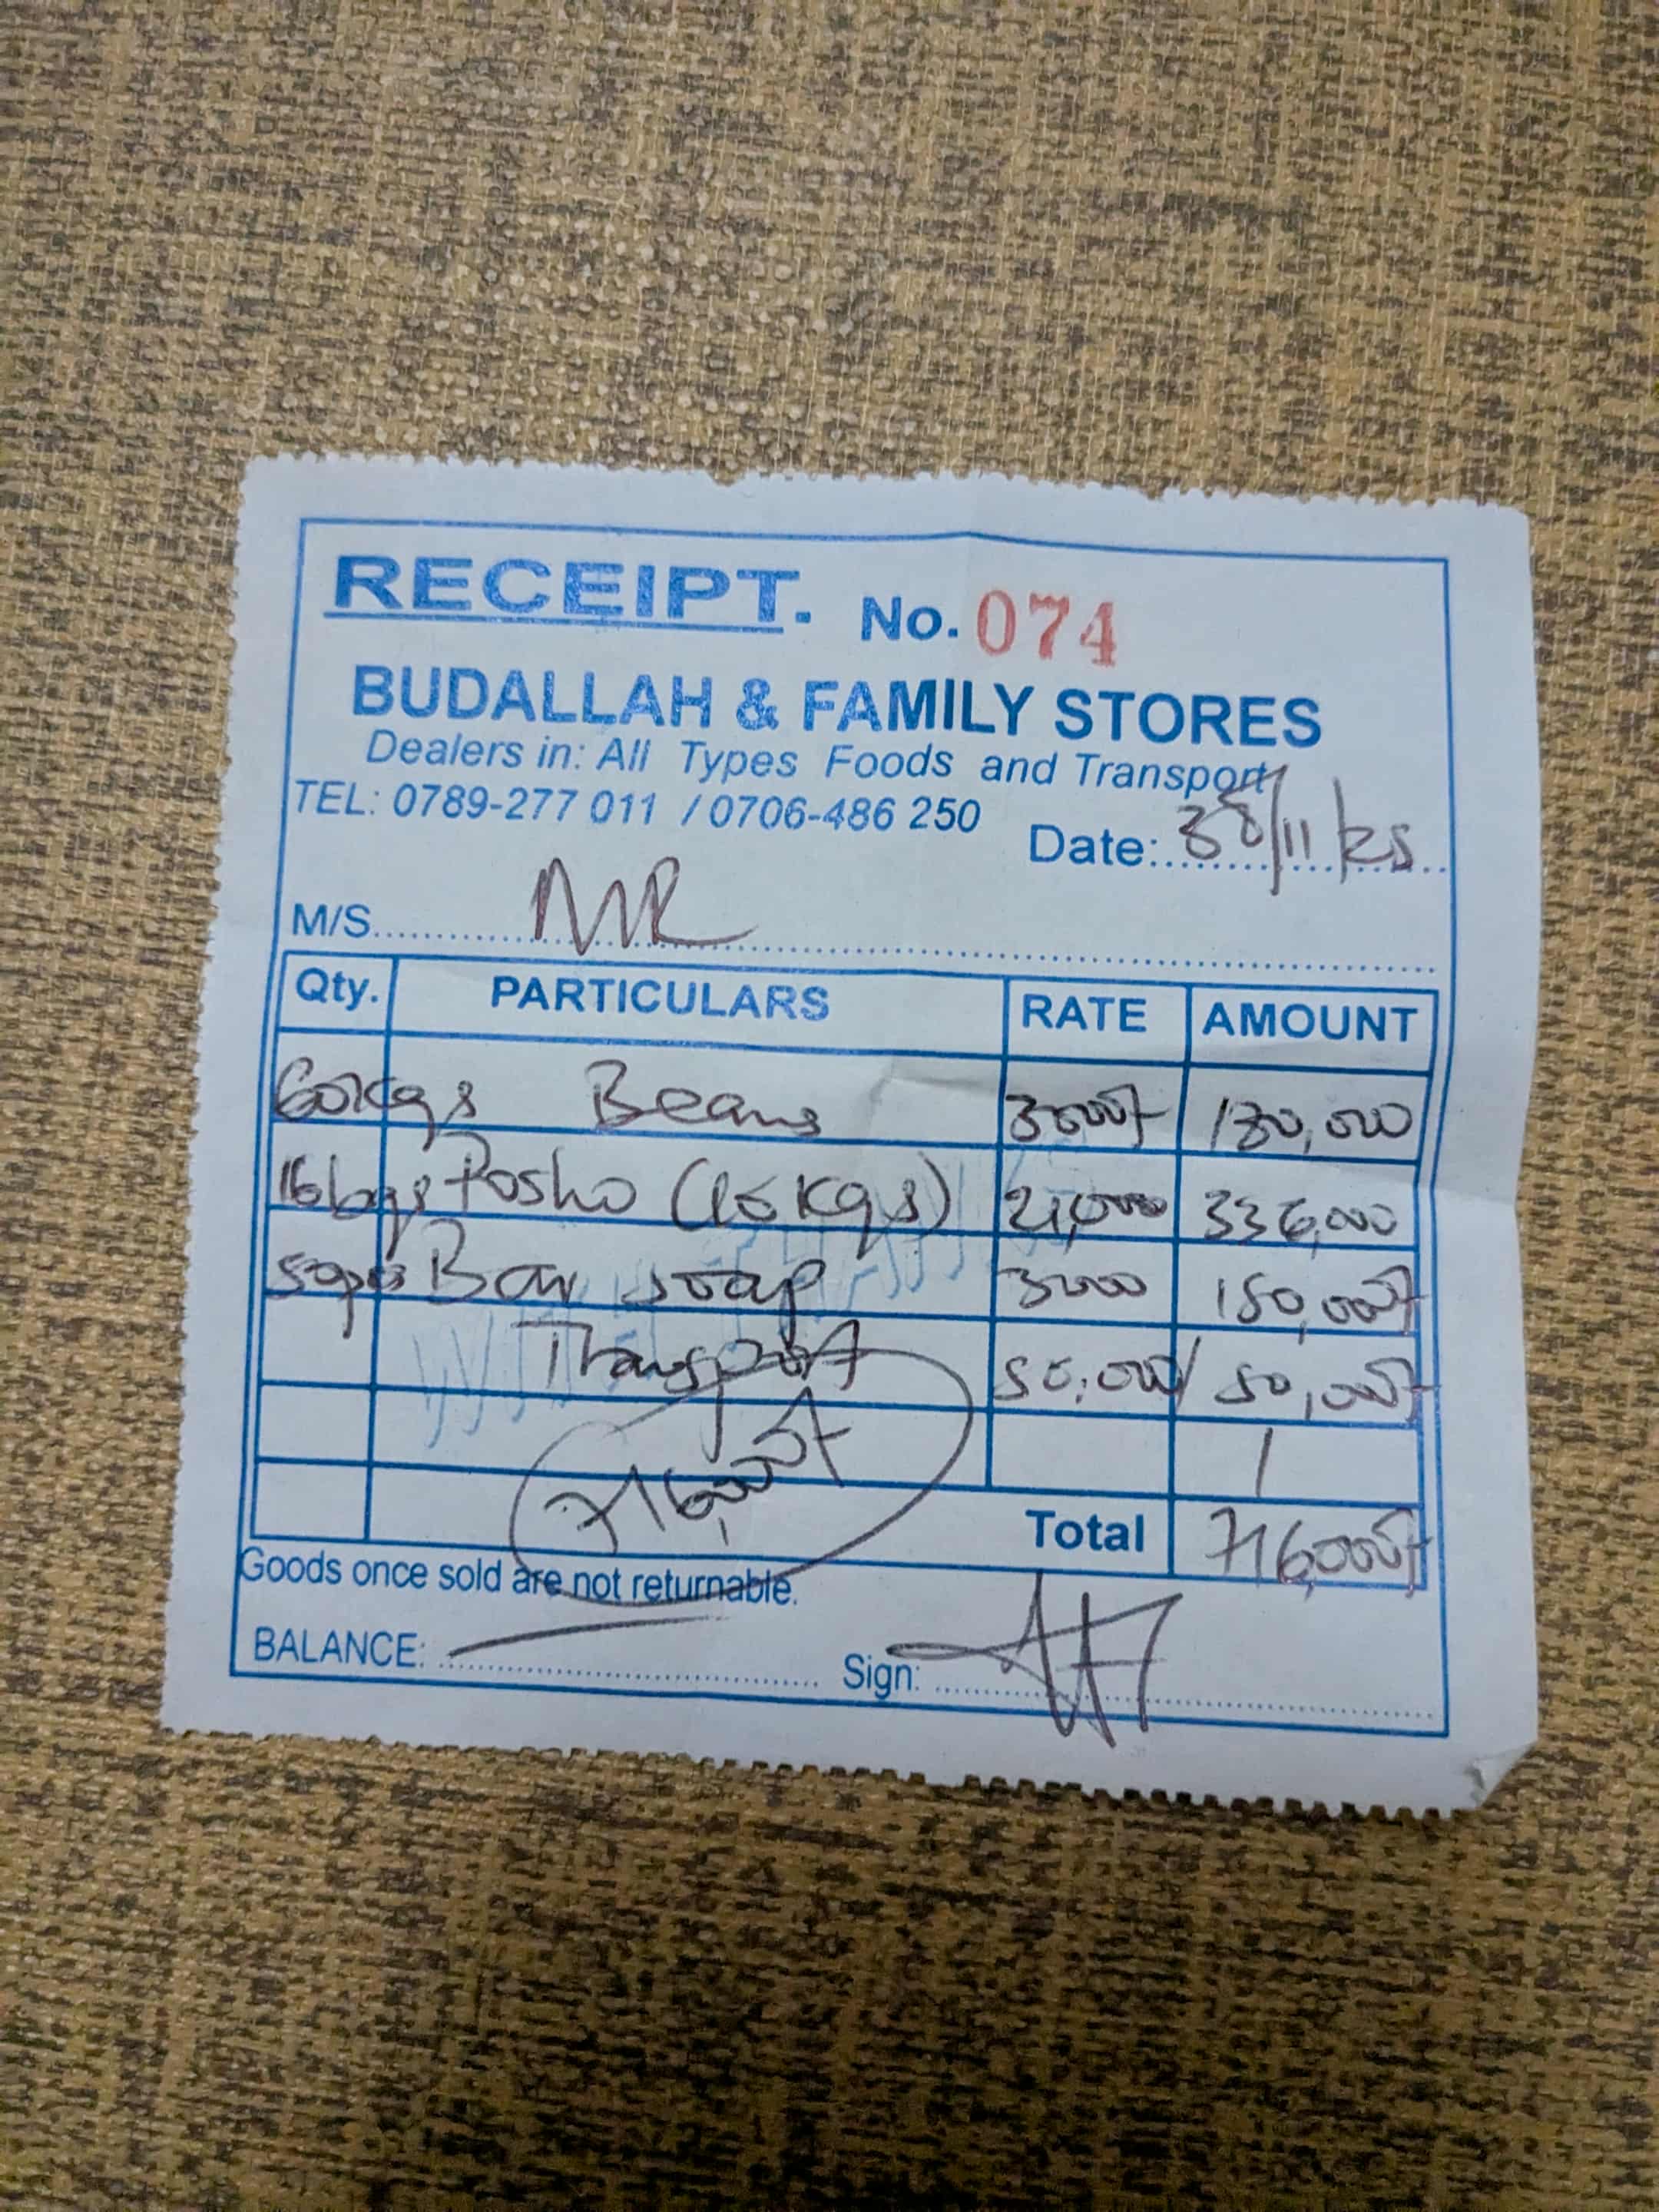 RECEIPT. No. 074
BUDALLAH & FAMILY STORES
Dealers in: All Types Foods and Transport
TEL: 0789-277 011 / 0706-486 250
Date: /11/25
M/S. MR
Qty. PARTICULARS RATE AMOUNT
60kgs Beans 3000/- 180,000
16bgs Posho (15kgs) 21,000 336,000
50pcs Bar soap 3000 150,000/-
Transport 50,000/ 50,000/-
716,000/-
Total 716,000/-
Goods once sold are not returnable.
BALANCE:
Sign: